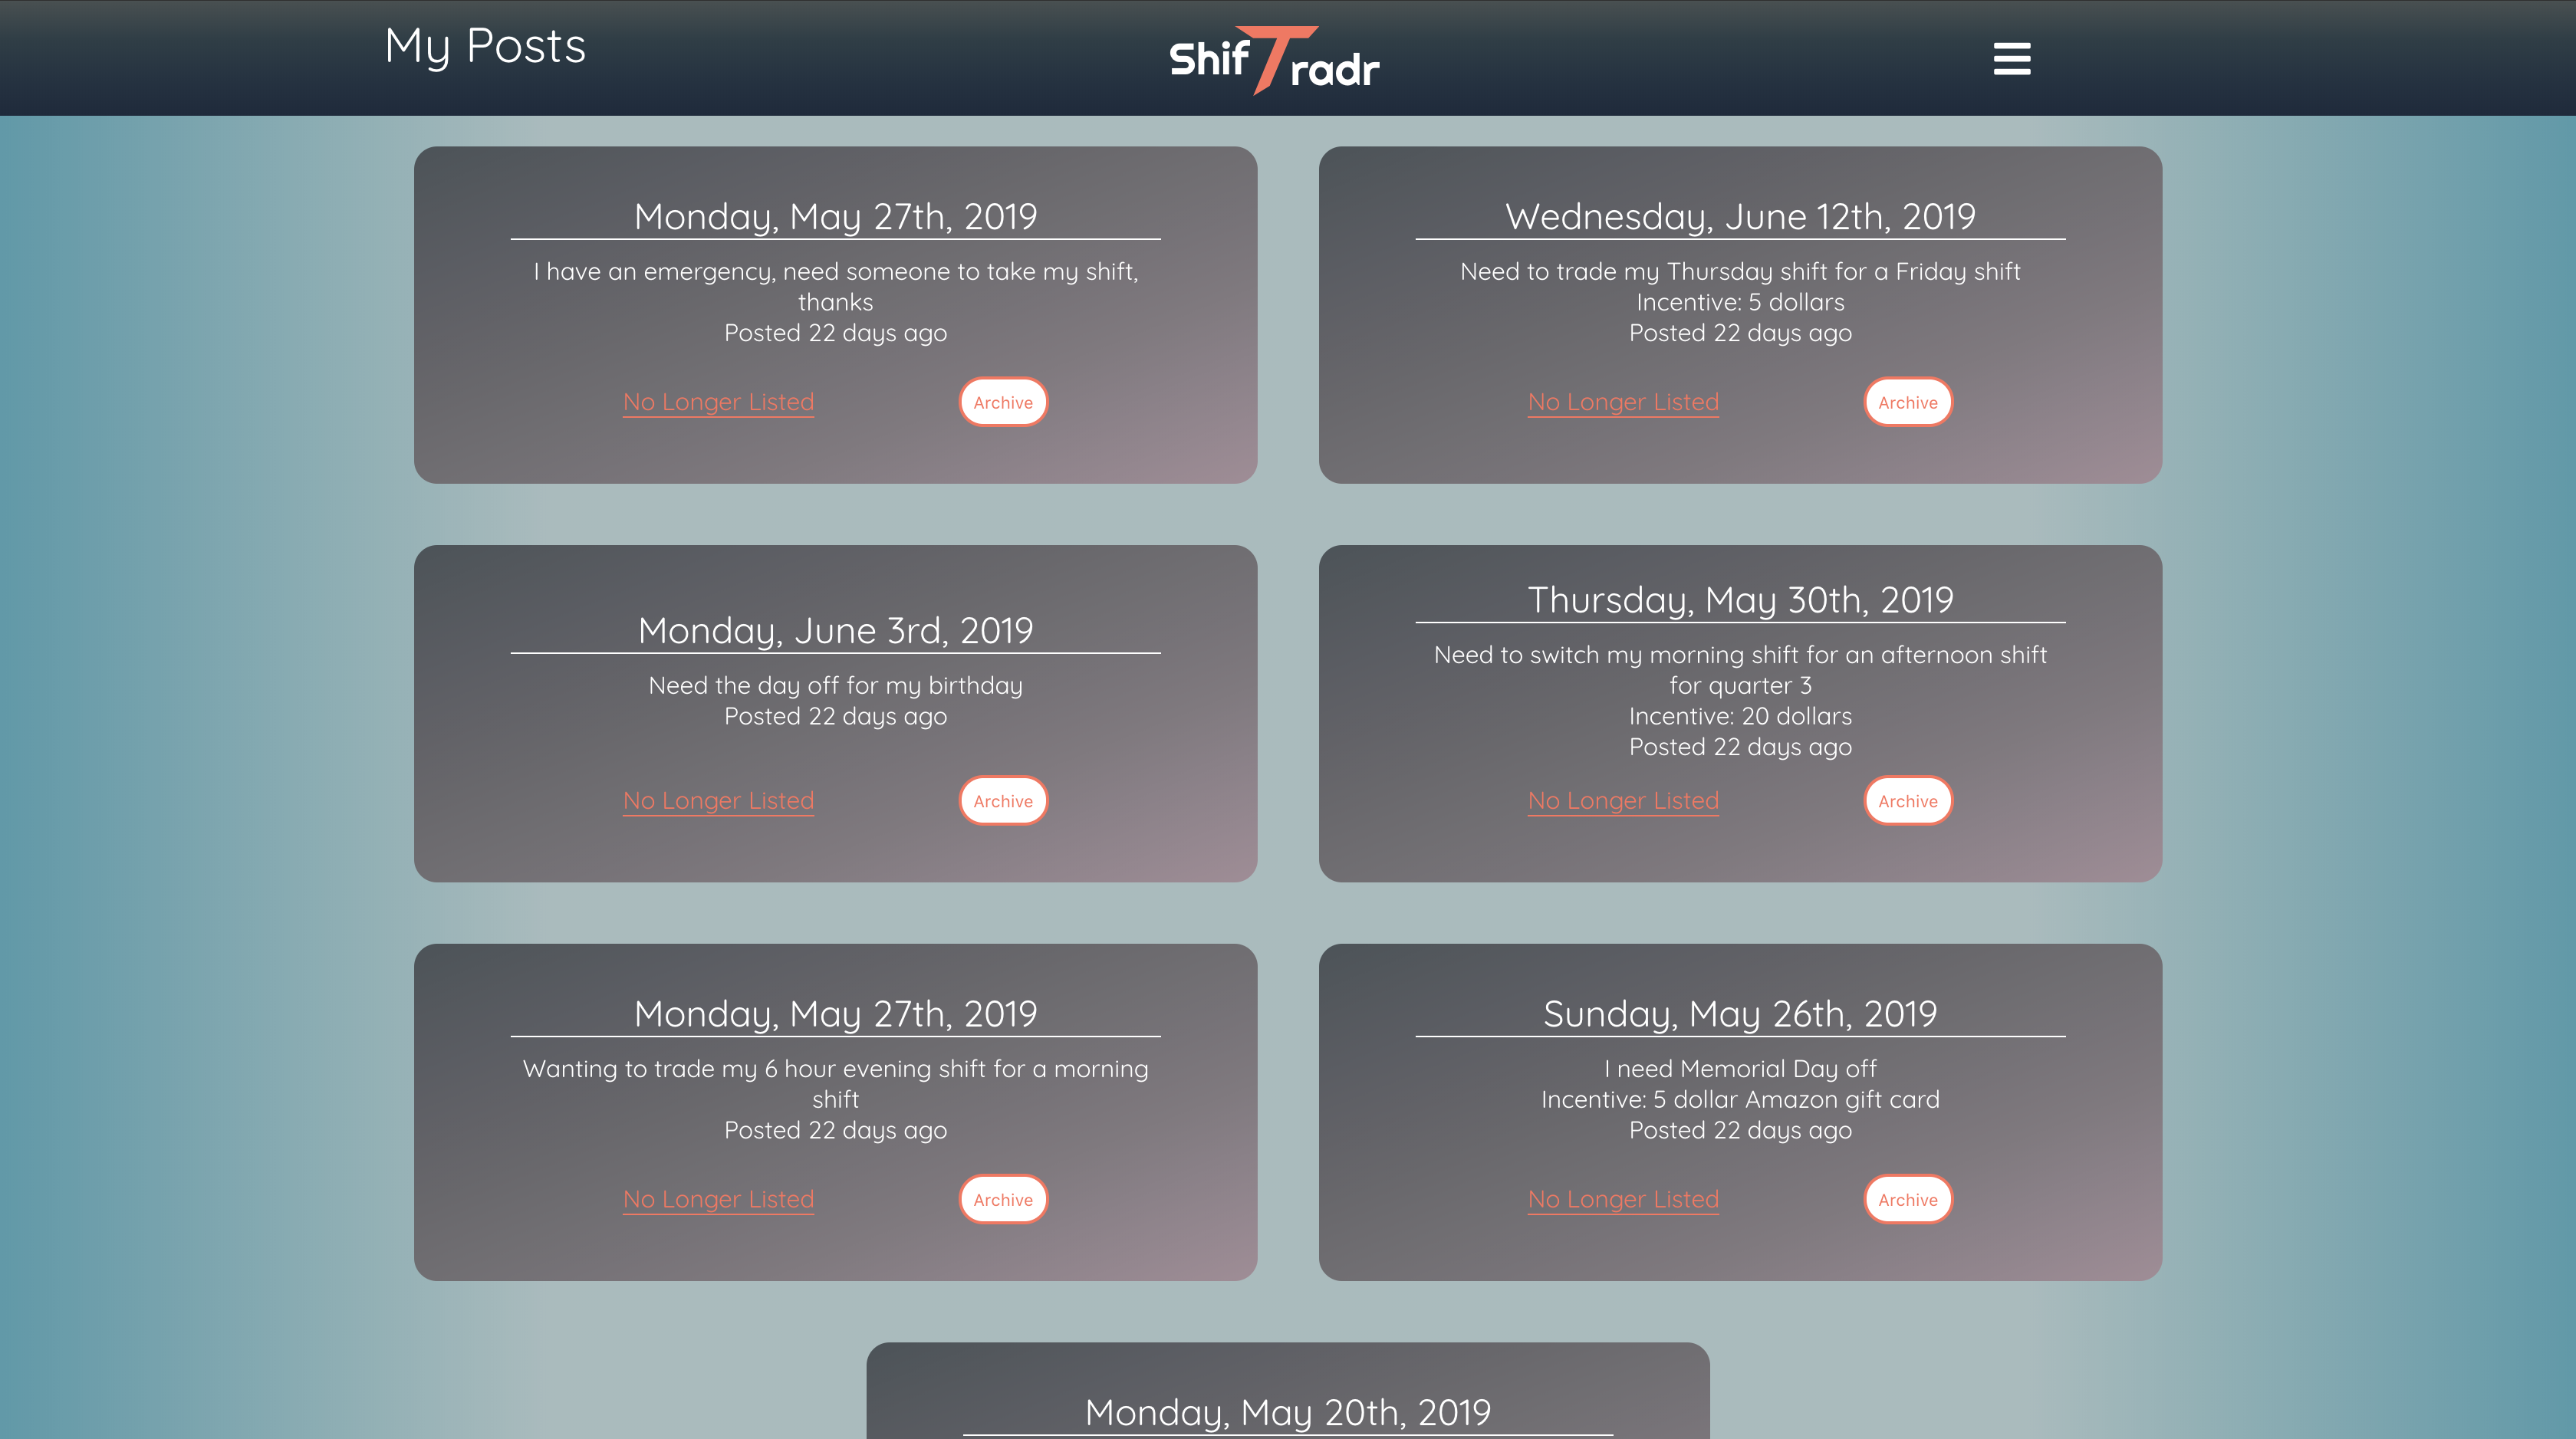 My Posts
ShifTradr
Monday, May 27th, 2019
I have an emergency, need someone to take my shift,
thanks
Posted 22 days ago
No Longer Listed
Archive
Wednesday, June 12th, 2019
Need to trade my Thursday shift for a Friday shift
Incentive: 5 dollars
Posted 22 days ago
No Longer Listed
Archive
Monday, June 3rd, 2019
Need the day off for my birthday
Posted 22 days ago
No Longer Listed
Archive
Thursday, May 30th, 2019
Need to switch my morning shift for an afternoon shift
for quarter 3
Incentive: 20 dollars
Posted 22 days ago
No Longer Listed
Archive
Monday, May 27th, 2019
Wanting to trade my 6 hour evening shift for a morning
shift
Posted 22 days ago
No Longer Listed
Archive
Sunday, May 26th, 2019
I need Memorial Day off
Incentive: 5 dollar Amazon gift card
Posted 22 days ago
No Longer Listed
Archive
Monday, May 20th, 2019